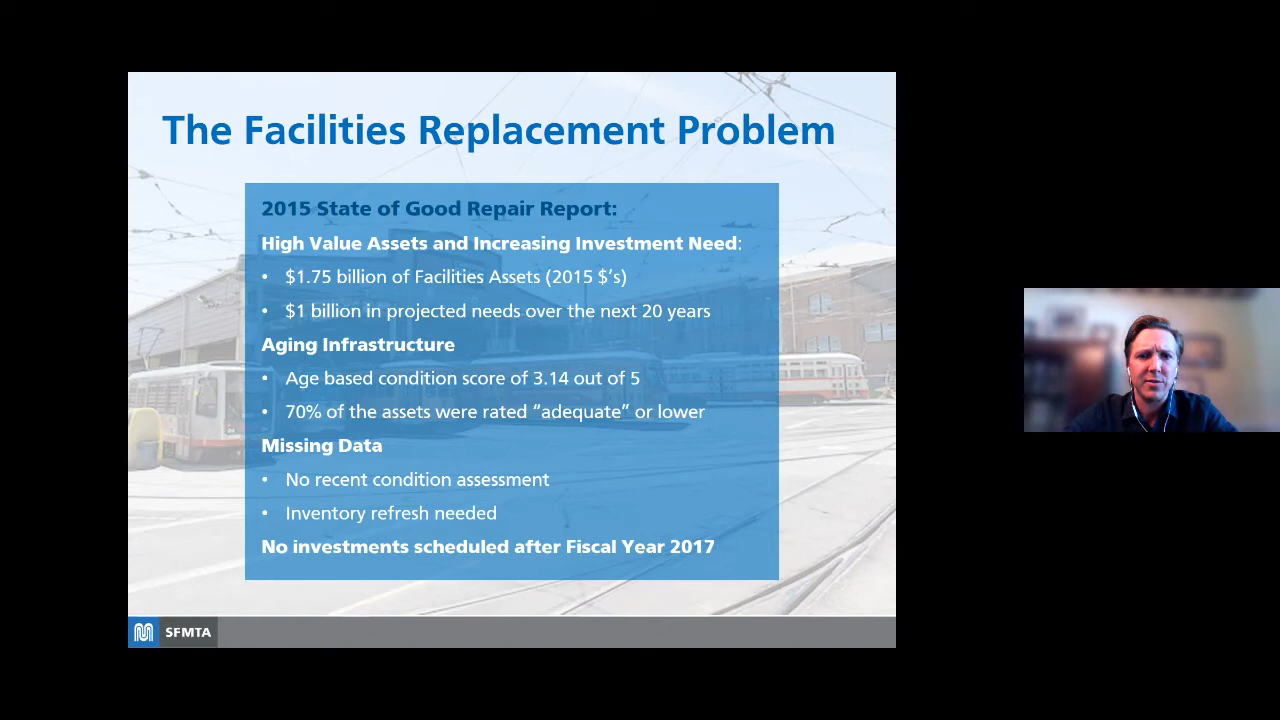 The Facilities Replacement Problem
2015 State of Good Repair Report:
High Value Assets and Increasing Investment Need:
• $1.75 billion of Facilities Assets (2015 $'s)
• $1 billion in projected needs over the next 20 years
Aging Infrastructure
• Age based condition score of 3.14 out of 5
• 70% of the assets were rated “adequate” or lower
Missing Data
• No recent condition assessment
• Inventory refresh needed
No investments scheduled after Fiscal Year 2017
SFMTA